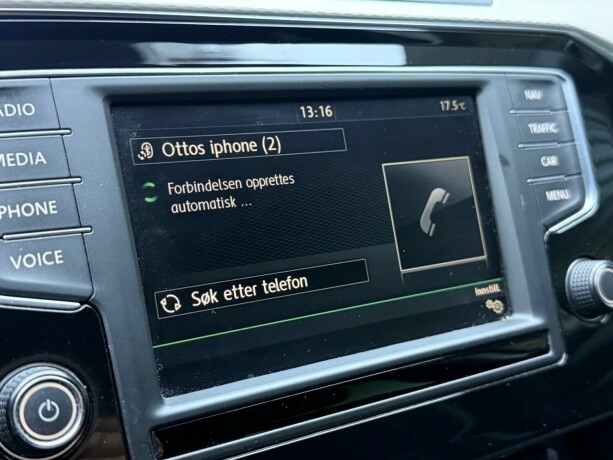 13:16
17.5°C
Ottos iphone (2)
Forbindelsen opprettes
automatisk ...
Søk etter telefon
Innstill.
RADIO
MEDIA
PHONE
VOICE
NAV
TRAFFIC
CAR
MENU